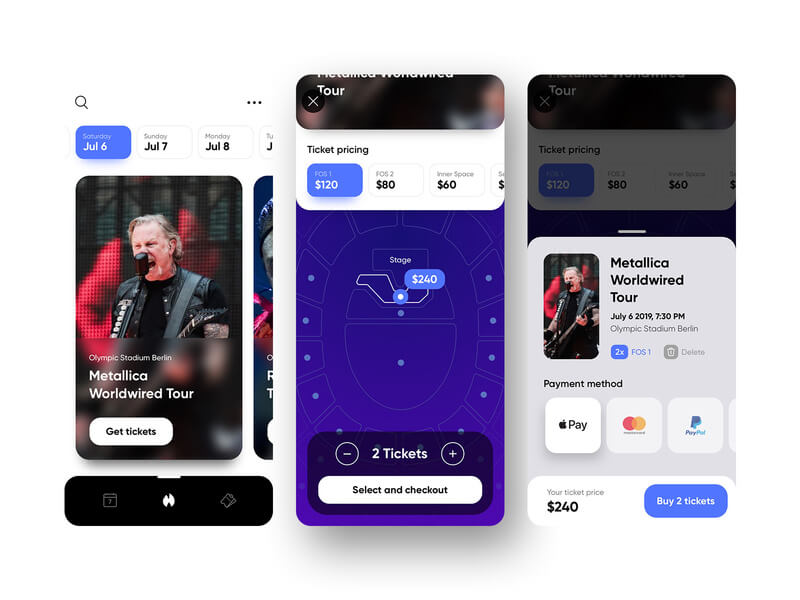 Saturday
Jul 6
Sunday
Jul 7
Monday
Jul 8
Olympic Stadium Berlin
Metallica
Worldwired Tour
Get tickets
7
Metallica Worldwired
Tour
Ticket pricing
FOS 1
$120
FOS 2
$80
Inner Space
$60
$
Stage
$240
2 Tickets
Select and checkout
Metallica Worldwired
Tour
Ticket pricing
FOS 1
$120
FOS 2
$80
Inner Space
$60
$
Metallica
Worldwired
Tour
July 6 2019, 7:30 PM
Olympic Stadium Berlin
2x
FOS 1
Delete
Payment method
Pay
mastercard
PayPal
Your ticket price
$240
Buy 2 tickets